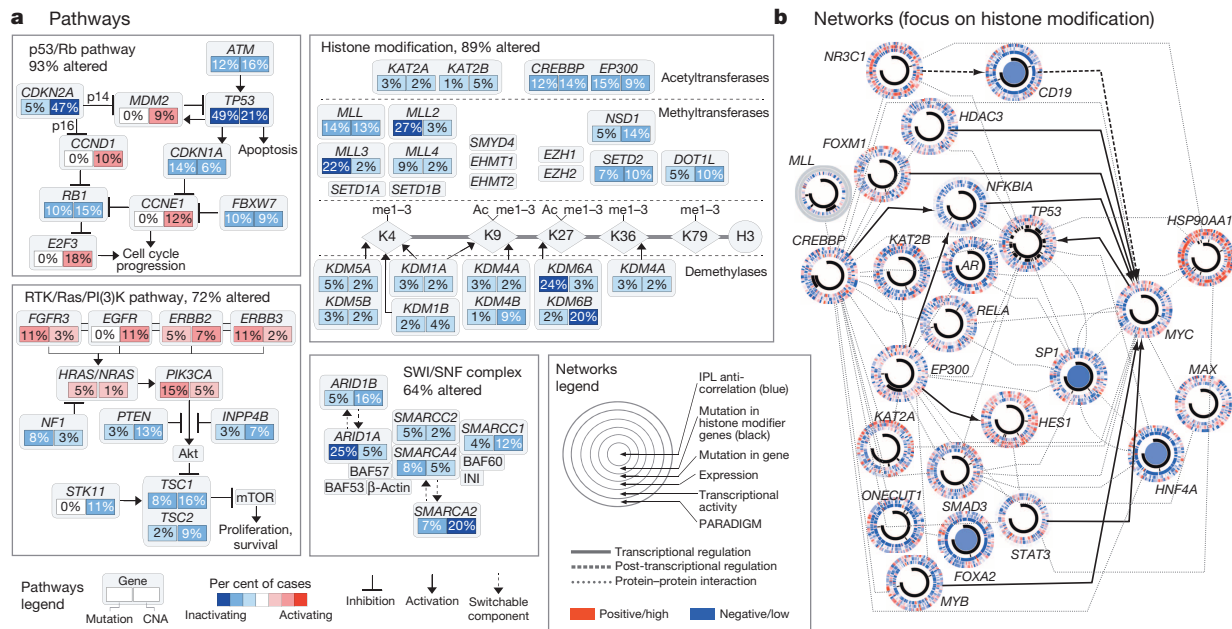 a Pathways
p53/Rb pathway
93% altered
ATM
12% 16%
CDKN2A
5% 47%
p14
MDM2
0% 9%
TP53
49% 21%
p16
Apoptosis
CCND1
0% 10%
CDKN1A
14% 6%
RB1
10% 15%
CCNE1
0% 12%
FBXW7
10% 9%
E2F3
0% 18%
Cell cycle
progression
RTK/Ras/PI(3)K pathway, 72% altered
FGFR3 EGFR ERBB2 ERBB3
11% 3% 0% 11% 5% 7% 11% 2%
HRAS/NRAS
5% 1%
PIK3CA
15% 5%
NF1
8% 3%
PTEN
3% 13%
INPP4B
3% 7%
Akt
STK11
0% 11%
TSC1
8% 16%
mTOR
TSC2
2% 9%
Proliferation,
survival
Histone modification, 89% altered
KAT2A KAT2B CREBBP EP300
3% 2% 1% 5% 12% 14% 15% 9%
Acetyltransferases
Methyltransferases
MLL
14% 13%
MLL2
27% 3%
NSD1
5% 14%
MLL3
22% 2%
MLL4
9% 2%
SMYD4
EHMT1
EHMT2
EZH1
EZH2
SETD2
7% 10%
DOT1L
5% 10%
SETD1A SETD1B
me1–3 Ac me1–3 Ac me1–3 me1–3 me1–3
K4 K9 K27 K36 K79 H3
Demethylases
KDM5A KDM1A KDM4A KDM6A KDM4A
5% 2% 3% 2% 3% 2% 24% 3% 3% 2%
KDM5B KDM1B KDM4B KDM6B
3% 2% 2% 4% 1% 9% 2% 20%
SWI/SNF complex
64% altered
ARID1B
5% 16%
SMARCC2
5% 2%
SMARCC1
4% 12%
ARID1A
25% 5%
SMARCA4
8% 5%
BAF57
BAF60
INI
BAF53 β-Actin
SMARCA2
7% 20%
Networks
legend
IPL anti-
correlation (blue)
Mutation in
histone modifier
genes (black)
Mutation in gene
Expression
Transcriptional
activity
PARADIGM
Transcriptional regulation
Post-transcriptional regulation
Protein–protein interaction
Positive/high Negative/low
Pathways
legend
Gene
Mutation CNA
Per cent of cases
Inactivating Activating
Inhibition
Activation
Switchable
component
b Networks (focus on histone modification)
NR3C1
CD19
HDAC3
FOXM1
MLL
NFKBIA
TP53
HSP90AA1
CREBBP
KAT2B
AR
RELA
MYC
SP1
EP300
MAX
KAT2A
HES1
HNF4A
ONECUT1
SMAD3
STAT3
FOXA2
MYB